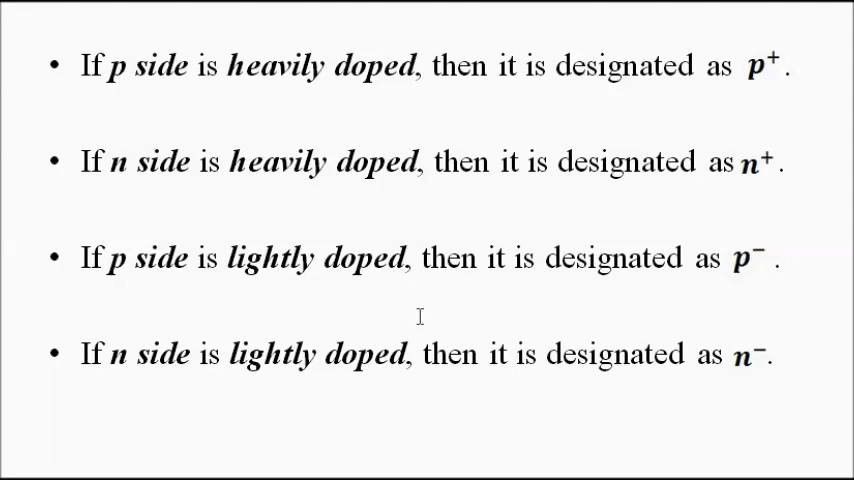 • If p side is heavily doped, then it is designated as p⁺.
• If n side is heavily doped, then it is designated as n⁺.
• If p side is lightly doped, then it is designated as p⁻.
• If n side is lightly doped, then it is designated as n⁻.